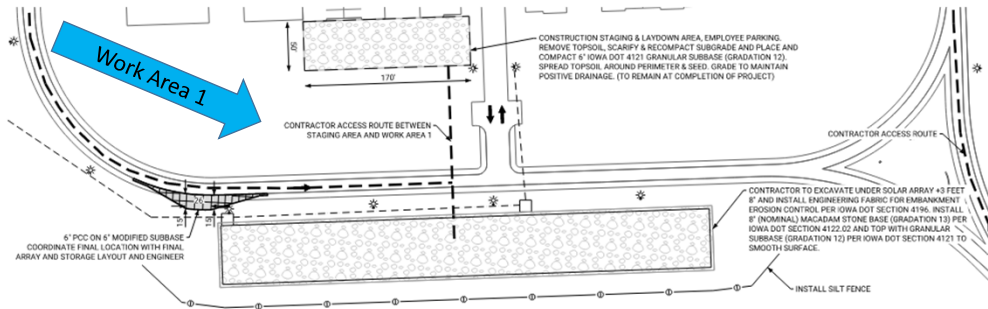 Work Area 1
50'
170'
CONSTRUCTION STAGING & LAYDOWN AREA, EMPLOYEE PARKING.
REMOVE TOPSOIL, SCARIFY & RECOMPACT SUBGRADE AND PLACE AND
COMPACT 6" IOWA DOT 4121 GRANULAR SUBBASE (GRADATION 12).
SPREAD TOPSOIL AROUND PERIMETER & SEED. GRADE TO MAINTAIN
POSITIVE DRAINAGE. (TO REMAIN AT COMPLETION OF PROJECT)
CONTRACTOR ACCESS ROUTE BETWEEN
STAGING AREA AND WORK AREA 1
CONTRACTOR ACCESS ROUTE
26
15
15
6" PCC ON 6" MODIFIED SUBBASE
COORDINATE FINAL LOCATION WITH FINAL
ARRAY AND STORAGE LAYOUT AND ENGINEER
CONTRACTOR TO EXCAVATE UNDER SOLAR ARRAY +3 FEET
8" AND INSTALL ENGINEERING FABRIC FOR EMBANKMENT
EROSION CONTROL PER IOWA DOT SECTION 4196. INSTALL
8" (NOMINAL) MACADAM STONE BASE (GRADATION 13) PER
IOWA DOT SECTION 4122.02 AND TOP WITH GRANULAR
SUBBASE (GRADATION 12) PER IOWA DOT SECTION 4121 TO
SMOOTH SURFACE.
INSTALL SILT FENCE